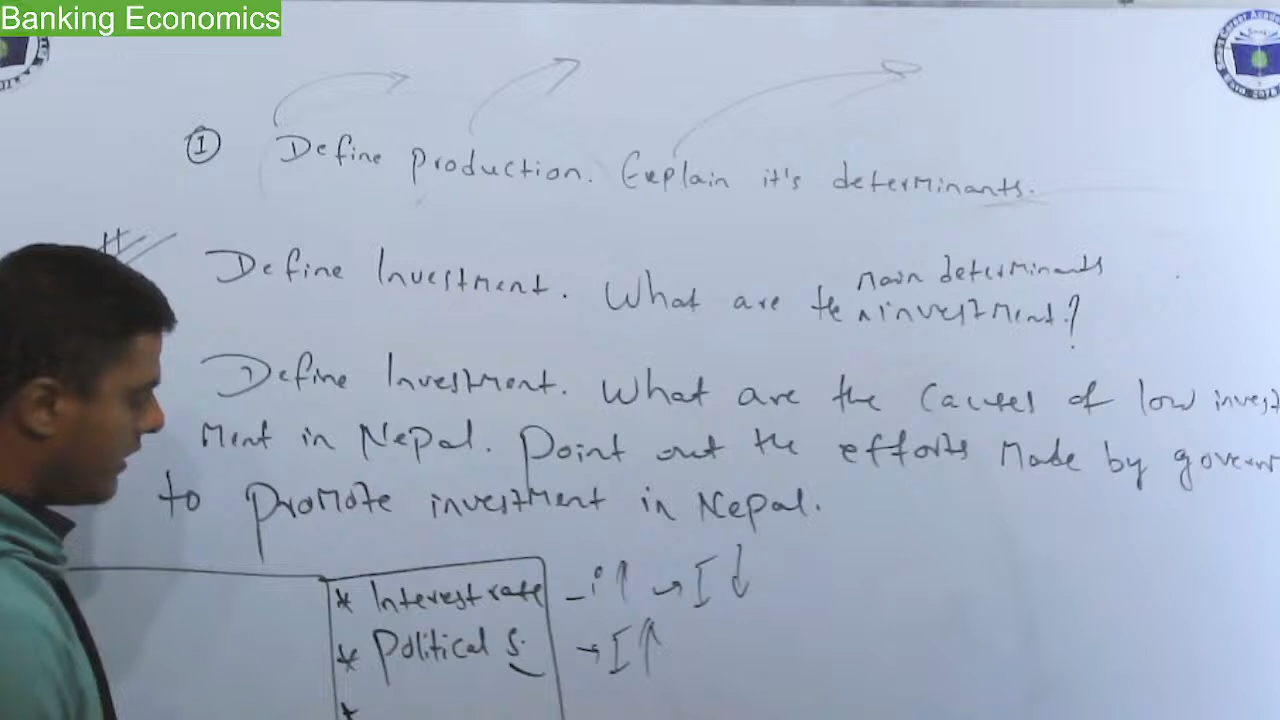 Banking Economics
① Define production. Explain it's determinants.
main determinants
Define Investment. What are the ^ investment?
Define Investment. What are the causes of low invest
ment in Nepal. Point out the efforts made by govern
to promote investment in Nepal.
* Interest rate – i↑ → I↓
* Political S. → I↑
*